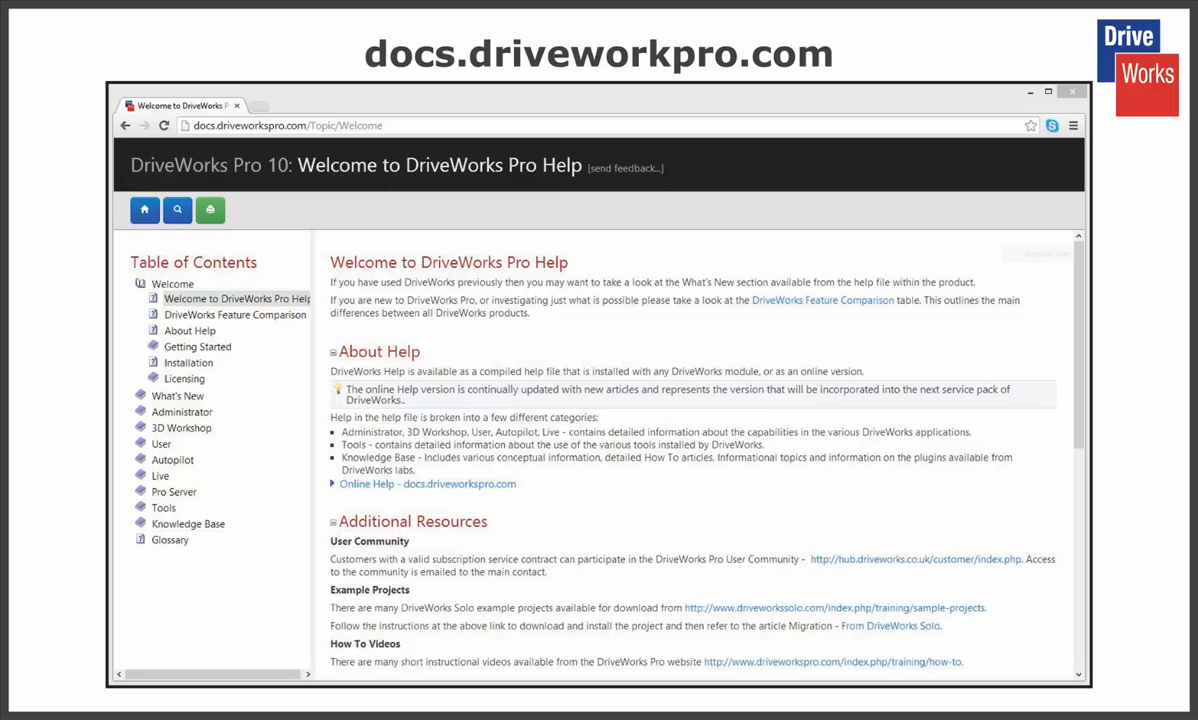 docs.driveworkpro.com
Drive
Works
Welcome to DriveWorks P
docs.driveworkspro.com/Topic/Welcome
DriveWorks Pro 10: Welcome to DriveWorks Pro Help [send feedback...]
Table of Contents
Welcome
Welcome to DriveWorks Pro Help
DriveWorks Feature Comparison
About Help
Getting Started
Installation
Licensing
What's New
Administrator
3D Workshop
User
Autopilot
Live
Pro Server
Tools
Knowledge Base
Glossary
Welcome to DriveWorks Pro Help
If you have used DriveWorks previously then you may want to take a look at the What's New section available from the help file within the product.
If you are new to DriveWorks Pro, or investigating just what is possible please take a look at the DriveWorks Feature Comparison table. This outlines the main
differences between all DriveWorks products.
About Help
DriveWorks Help is available as a compiled help file that is installed with any DriveWorks module, or as an online version.
The online Help version is continually updated with new articles and represents the version that will be incorporated into the next service pack of
DriveWorks..
Help in the help file is broken into a few different categories:
Administrator, 3D Workshop, User, Autopilot, Live - contains detailed information about the capabilities in the various DriveWorks applications.
Tools - contains detailed information about the use of the various tools installed by DriveWorks.
Knowledge Base - Includes various conceptual information, detailed How To articles. Informational topics and information on the plugins available from
DriveWorks labs.
Online Help - docs.driveworkspro.com
Additional Resources
User Community
Customers with a valid subscription service contract can participate in the DriveWorks Pro User Community - http://hub.driveworks.co.uk/customer/index.php. Access
to the community is emailed to the main contact.
Example Projects
There are many DriveWorks Solo example projects available for download from http://www.driveworkssolo.com/index.php/training/sample-projects.
Follow the instructions at the above link to download and install the project and then refer to the article Migration - From DriveWorks Solo.
How To Videos
There are many short instructional videos available from the DriveWorks Pro website http://www.driveworkspro.com/index.php/training/how-to.